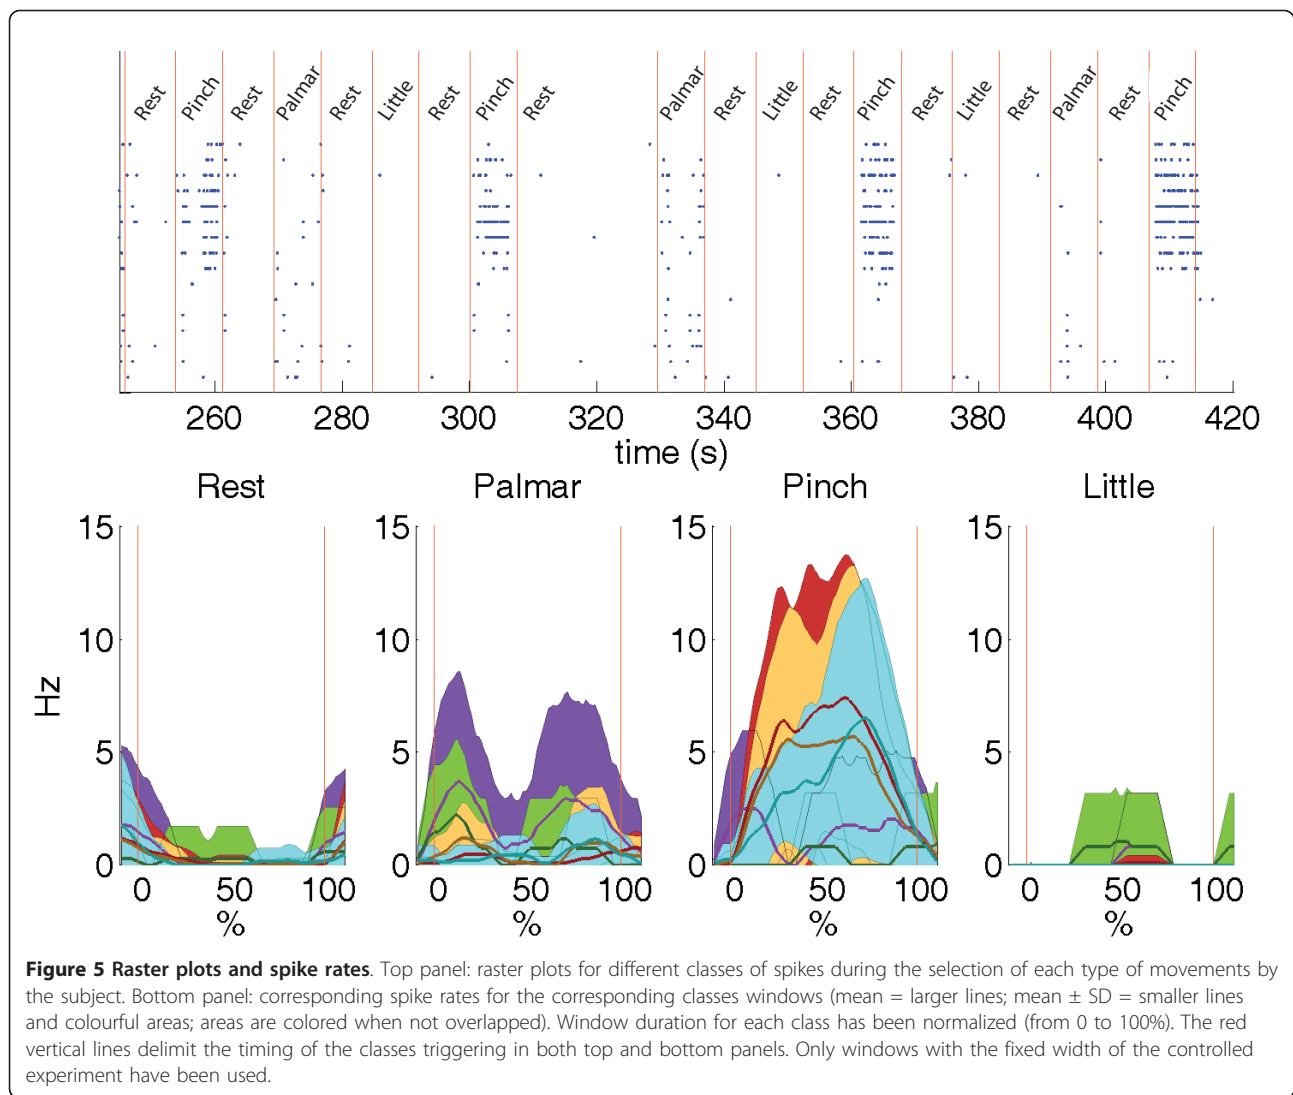 Rest Pinch Rest Palmar Rest Little Rest Pinch Rest Palmar Rest Little Rest Pinch Rest Little Rest Palmar Rest Pinch
260 280 300 320 340 360 380 400 420
time (s)
Rest Palmar Pinch Little
15 15 15 15
10 10 10 10
Hz
5 5 5 5
0 0 0 0
0 50 100 0 50 100 0 50 100 0 50 100
% % % %
Figure 5 Raster plots and spike rates. Top panel: raster plots for different classes of spikes during the selection of each type of movements by
the subject. Bottom panel: corresponding spike rates for the corresponding classes windows (mean = larger lines; mean ± SD = smaller lines
and colourful areas; areas are colored when not overlapped). Window duration for each class has been normalized (from 0 to 100%). The red
vertical lines delimit the timing of the classes triggering in both top and bottom panels. Only windows with the fixed width of the controlled
experiment have been used.